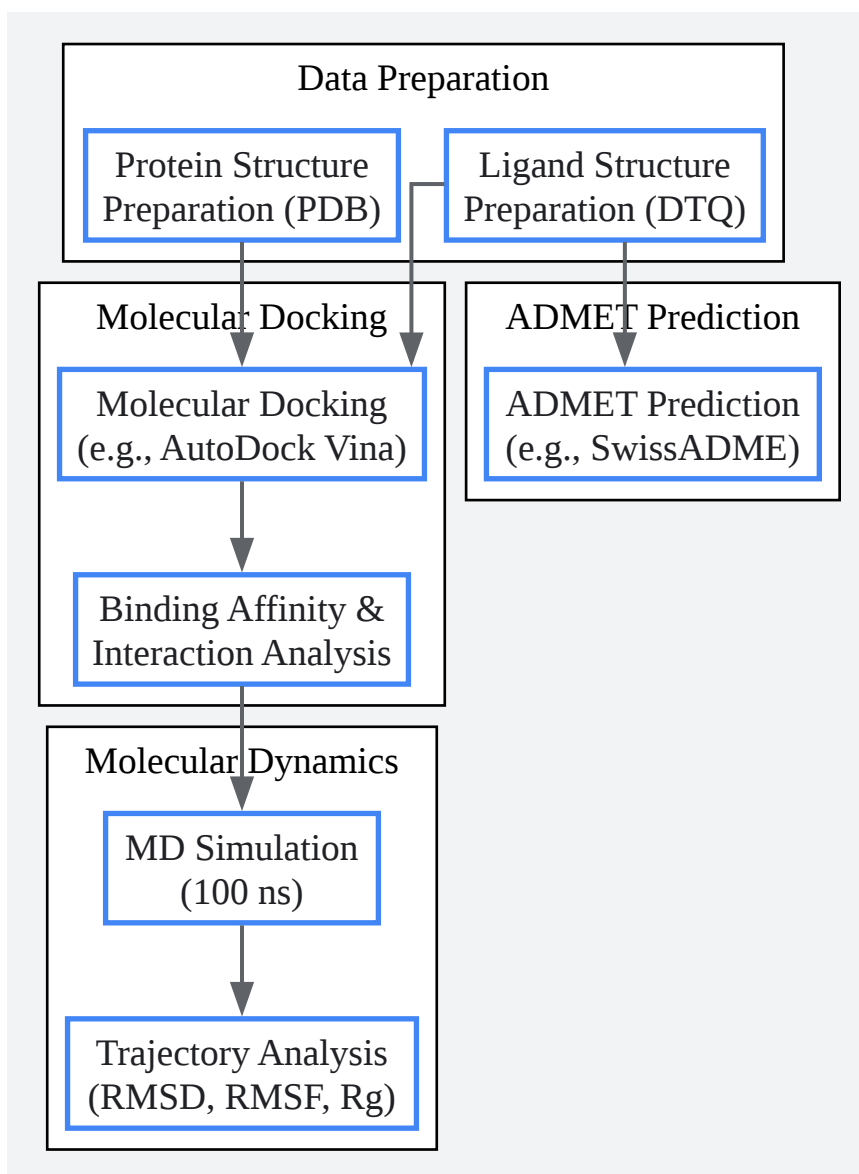 Data Preparation
Protein Structure
Preparation (PDB)
Ligand Structure
Preparation (DTQ)
Molecular Docking
Molecular Docking
(e.g., AutoDock Vina)
Binding Affinity &
Interaction Analysis
ADMET Prediction
ADMET Prediction
(e.g., SwissADME)
Molecular Dynamics
MD Simulation
(100 ns)
Trajectory Analysis
(RMSD, RMSF, Rg)